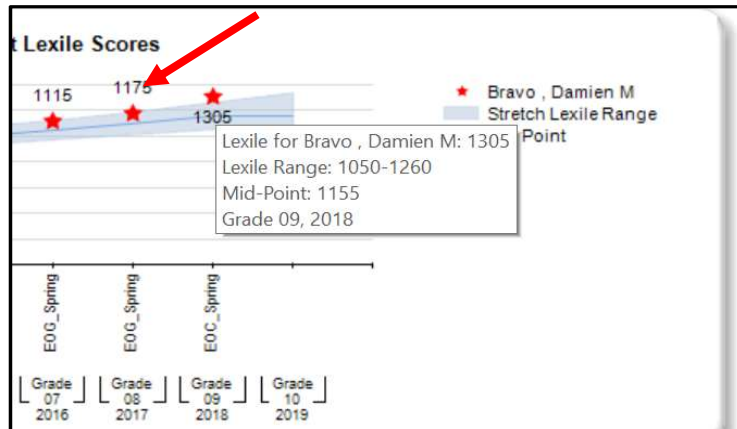 t Lexile Scores
1115
1175
1305
Bravo , Damien M
Stretch Lexile Range
Point
Lexile for Bravo , Damien M: 1305
Lexile Range: 1050-1260
Mid-Point: 1155
Grade 09, 2018
EOG_Spring
EOG_Spring
EOC_Spring
Grade
07
2016
Grade
08
2017
Grade
09
2018
Grade
10
2019